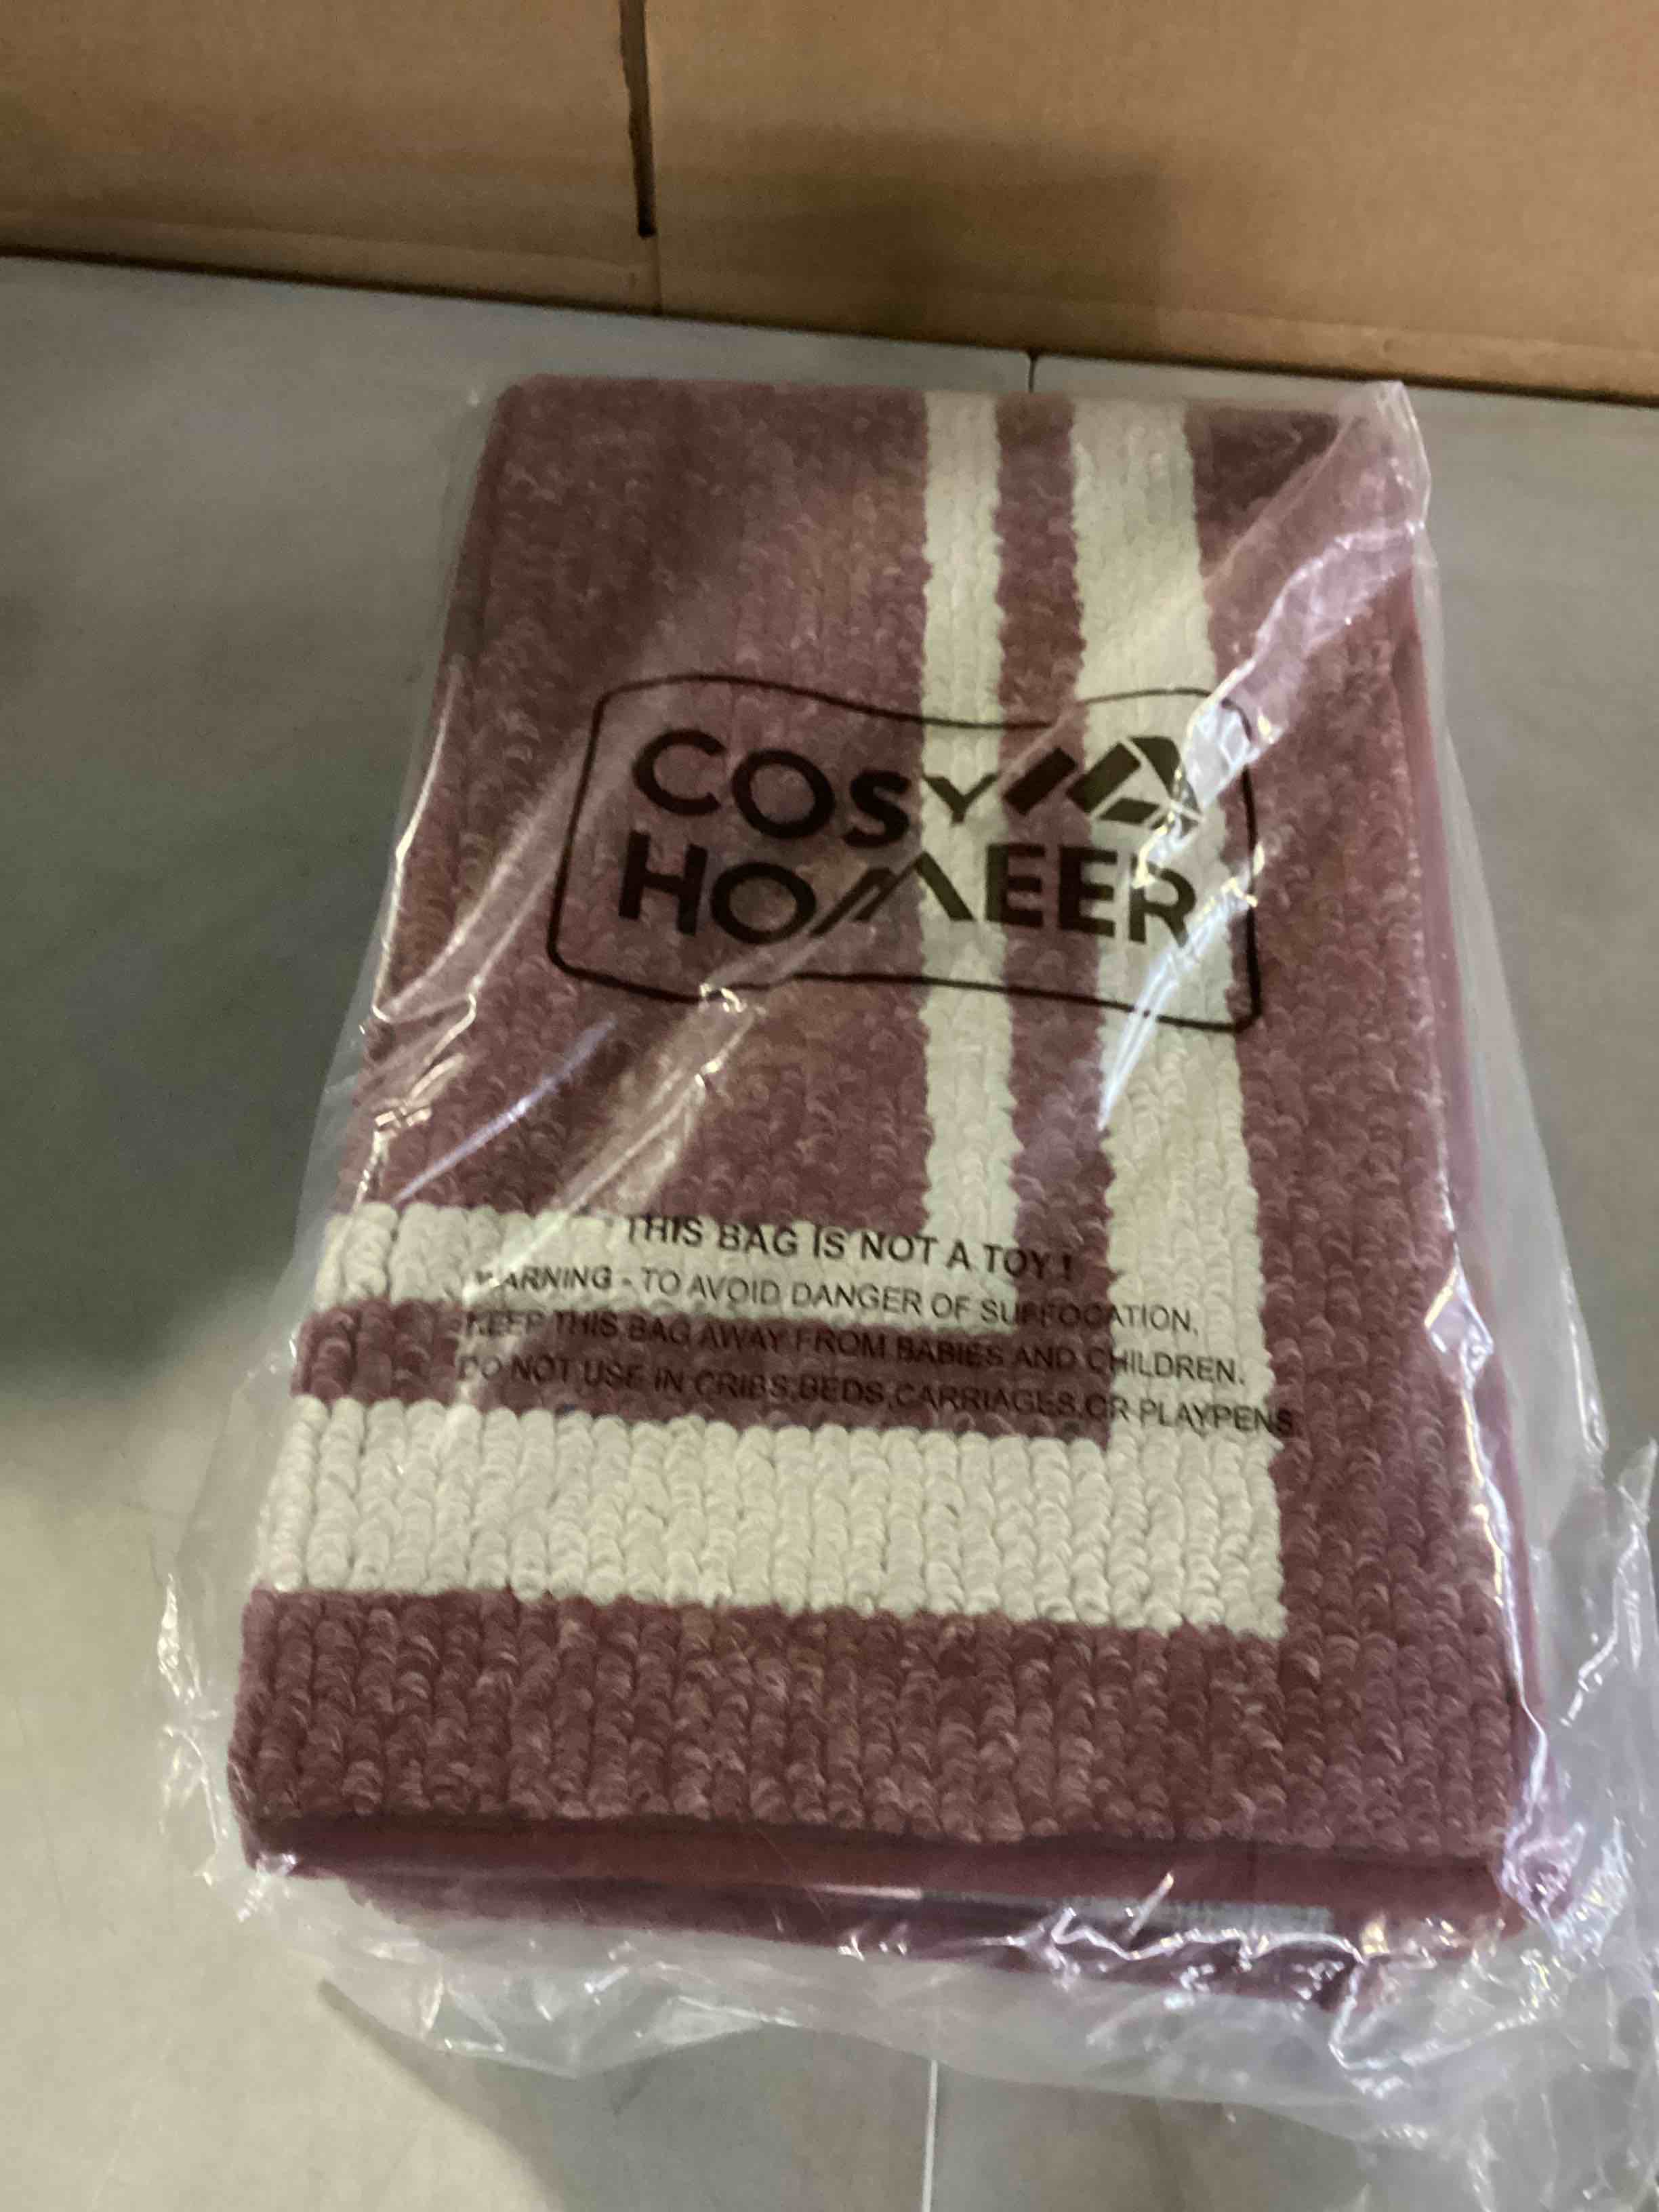 COSY
HOMEER
THIS BAG IS NOT A TOY !
WARNING - TO AVOID DANGER OF SUFFOCATION,
KEEP THIS BAG AWAY FROM BABIES AND CHILDREN.
DO NOT USE IN CRIBS,BEDS,CARRIAGES,OR PLAYPENS